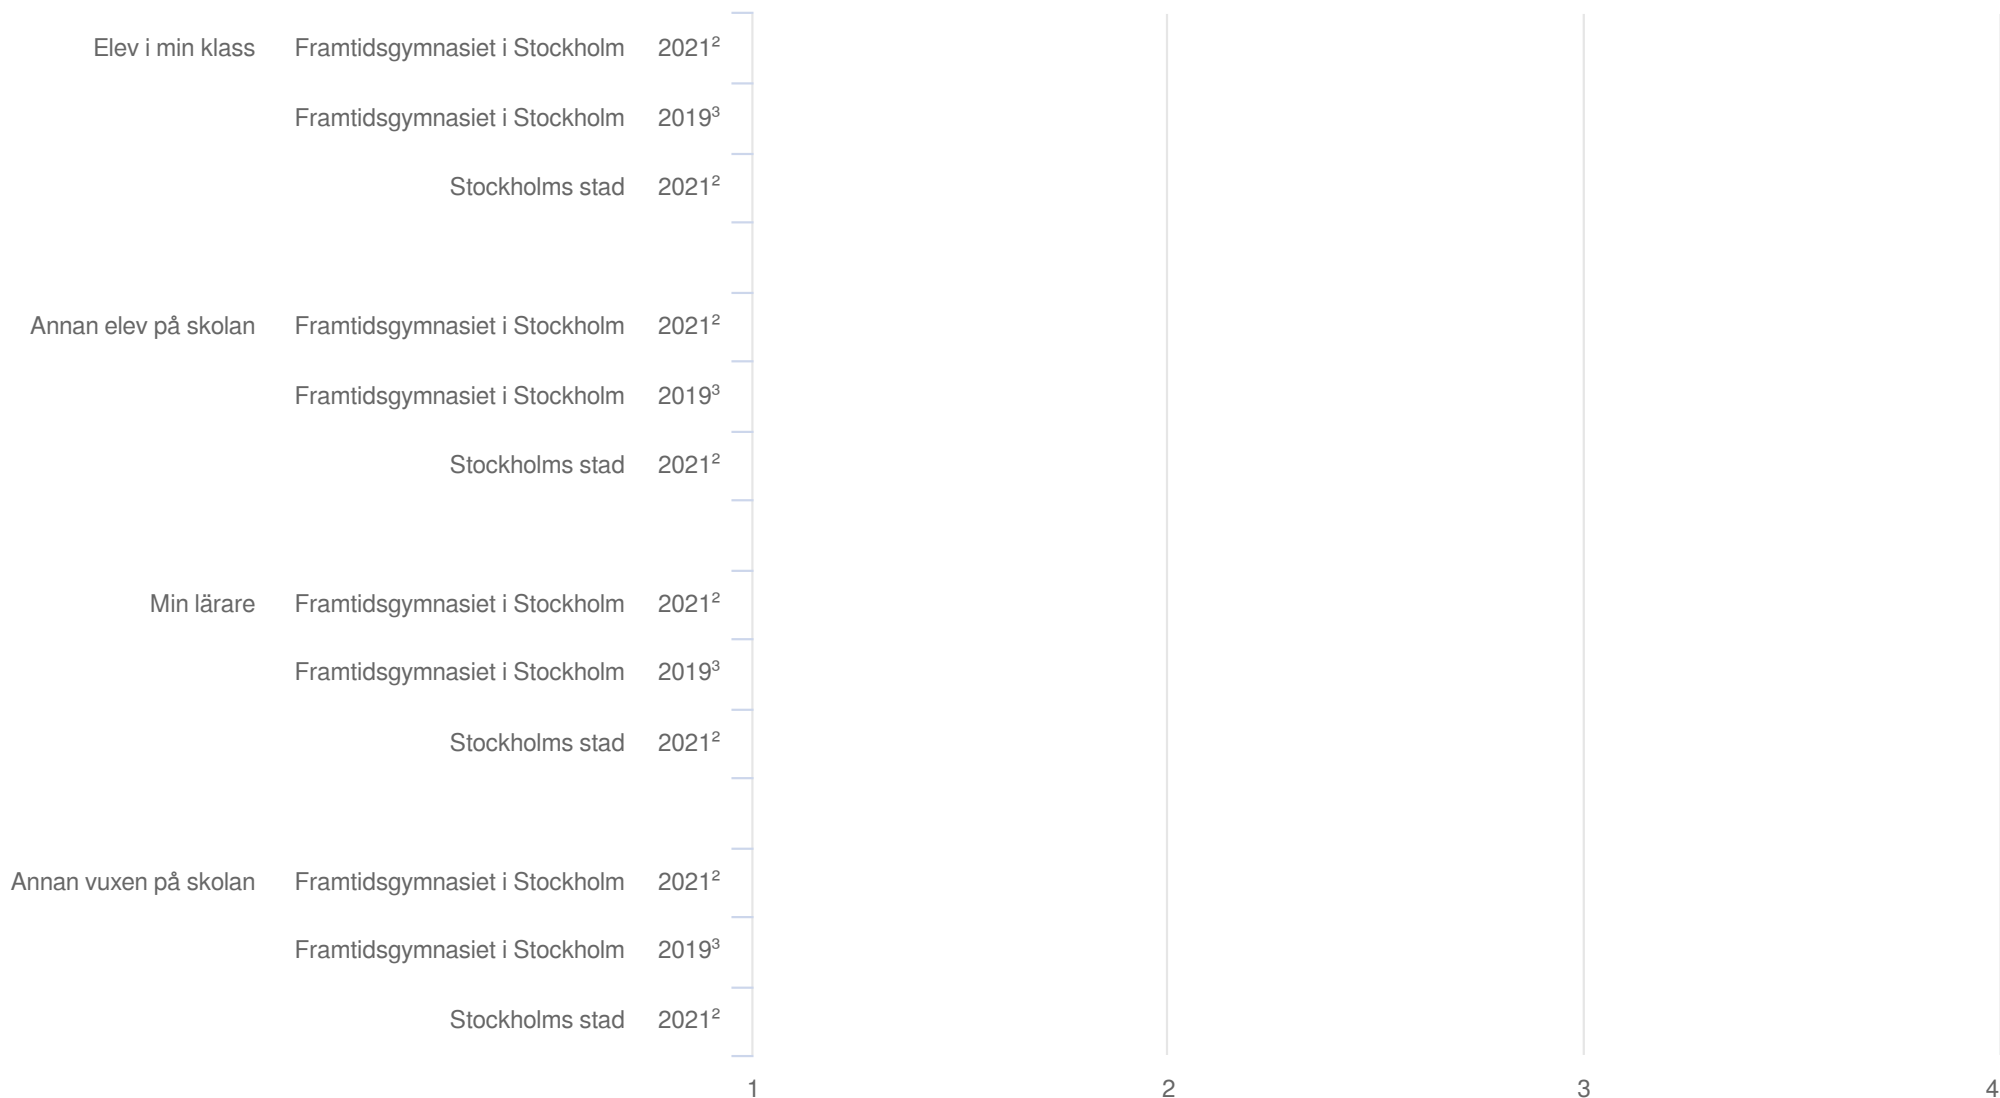 Elev i min klass Framtidsgymnasiet i Stockholm 2021²
Framtidsgymnasiet i Stockholm 2019³
Stockholms stad 2021²
Annan elev på skolan Framtidsgymnasiet i Stockholm 2021²
Framtidsgymnasiet i Stockholm 2019³
Stockholms stad 2021²
Min lärare Framtidsgymnasiet i Stockholm 2021²
Framtidsgymnasiet i Stockholm 2019³
Stockholms stad 2021²
Annan vuxen på skolan Framtidsgymnasiet i Stockholm 2021²
Framtidsgymnasiet i Stockholm 2019³
Stockholms stad 2021²
1 2 3 4